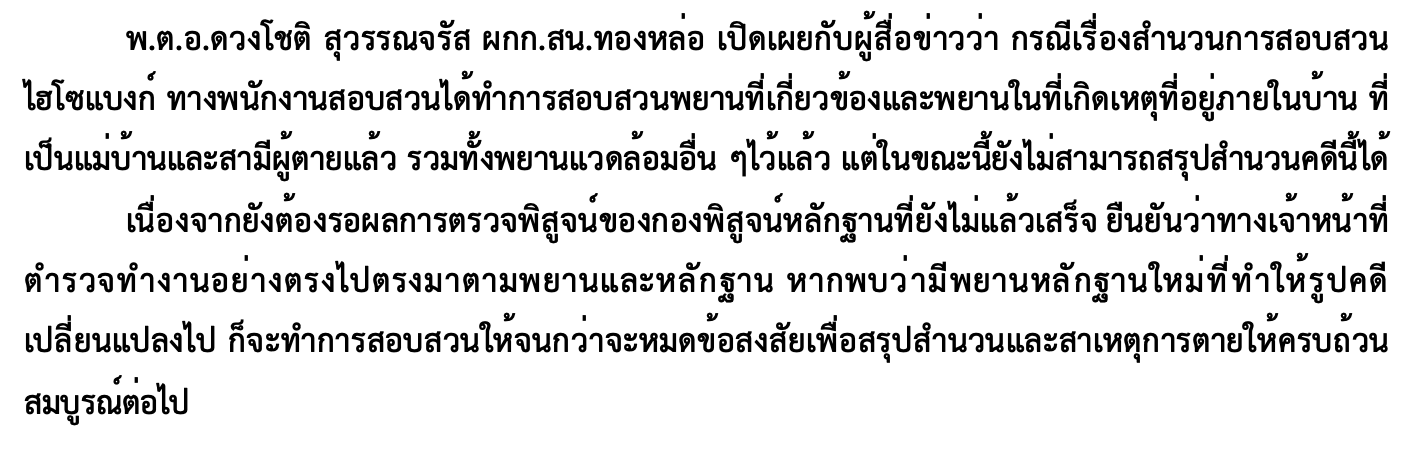 พ.ต.อ.ดวงโชติ สุวรรณจรัส ผกก.สน.ทองหล่อ เปิดเผยกับผู้สื่อข่าวว่า กรณีเรื่องสำนวนการสอบสวน
ไฮโซแบงก์ ทางพนักงานสอบสวนได้ทำการสอบสวนพยานที่เกี่ยวข้องและพยานในที่เกิดเหตุที่อยู่ภายในบ้าน ที่
เป็นแม่บ้านและสามีผู้ตายแล้ว รวมทั้งพยานแวดล้อมอื่น ๆไว้แล้ว แต่ในขณะนี้ยังไม่สามารถสรุปสำนวนคดีนี้ได้
เนื่องจากยังต้องรอผลการตรวจพิสูจน์ของกองพิสูจน์หลักฐานที่ยังไม่แล้วเสร็จ ยืนยันว่าทางเจ้าหน้าที่
ตำรวจทำงานอย่างตรงไปตรงมาตามพยานและหลักฐาน หากพบว่ามีพยานหลักฐานใหม่ที่ทำให้รูปคดี
เปลี่ยนแปลงไป ก็จะทำการสอบสวนให้จนกว่าจะหมดข้อสงสัยเพื่อสรุปสำนวนและสาเหตุการตายให้ครบถ้วน
สมบูรณ์ต่อไป